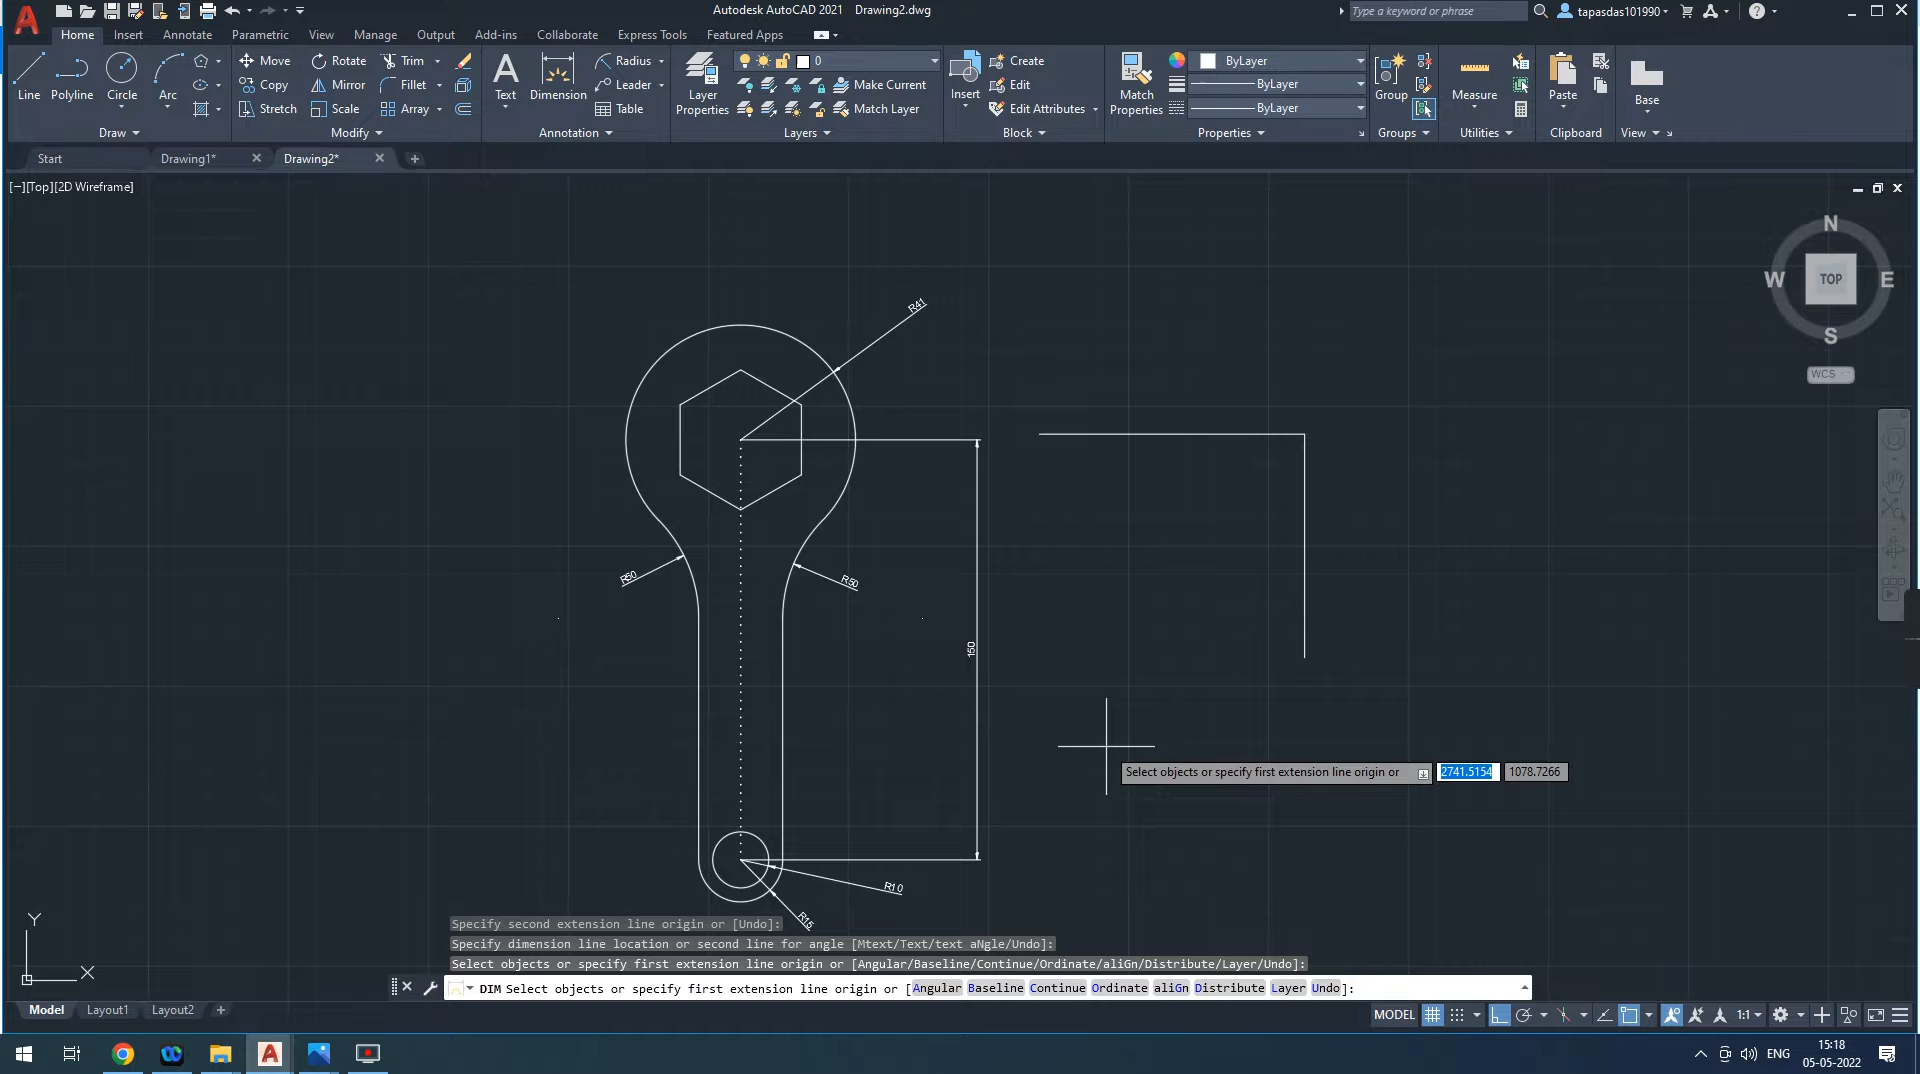 Autodesk AutoCAD 2021 Drawing2.dwg
Type a keyword or phrase
tapasdas101990
Home Insert Annotate Parametric View Manage Output Add-ins Collaborate Express Tools Featured Apps
Line Polyline Circle Arc
Draw
Move Rotate Trim
Copy Mirror Fillet
Stretch Scale Array
Modify
Text Dimension
Radius
Leader
Table
Annotation
Layer Properties
0
Make Current
Match Layer
Layers
Insert
Create
Edit
Edit Attributes
Block
Match Properties
ByLayer
ByLayer
ByLayer
Properties
Group
Groups
Measure
Utilities
Paste
Clipboard
Base
View
Start Drawing1* Drawing2*
[−][Top][2D Wireframe]
N
W TOP E
S
WCS
R41
R50
R50
150
R10
R15
Select objects or specify first extension line origin or 2741.5154 1078.7266
Y
X
Specify second extension line origin or [Undo]:
Specify dimension line location or second line for angle [Mtext/Text/text aNgle/Undo]:
Select objects or specify first extension line origin or [Angular/Baseline/Continue/Ordinate/aliGn/Distribute/Layer/Undo]:
DIM Select objects or specify first extension line origin or [Angular Baseline Continue Ordinate aliGn Distribute Layer Undo]:
Model Layout1 Layout2
MODEL 1:1
ENG
15:18
05-05-2022